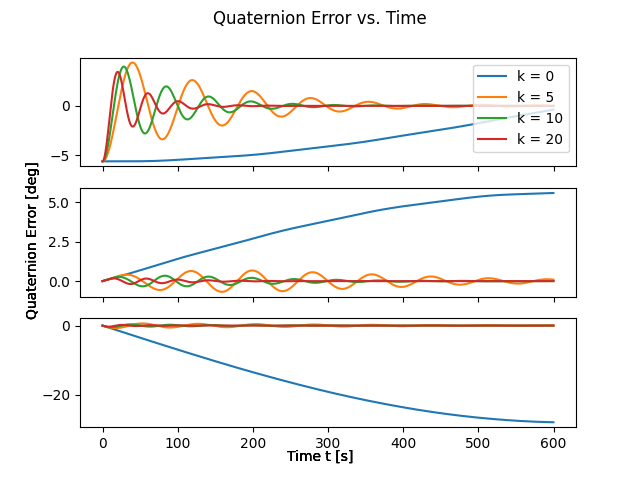 Quaternion Error vs. Time
k = 0
k = 5
k = 10
k = 20
0
−5
5.0
2.5
0.0
0
−20
Quaternion Error [deg]
0 100 200 300 400 500 600
Time t [s]